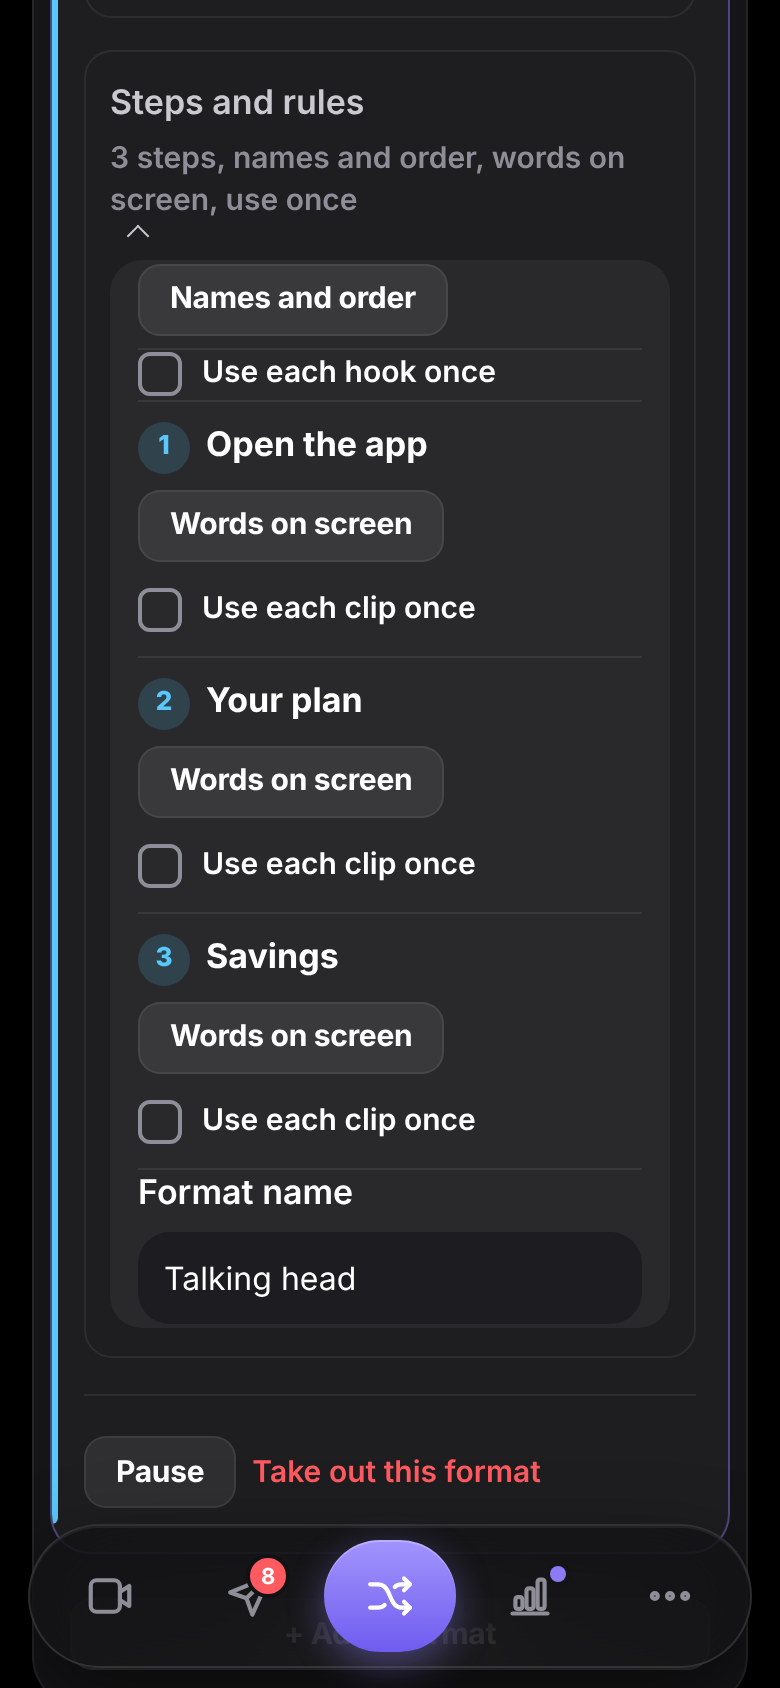 Steps and rules
3 steps, names and order, words on
screen, use once
Names and order
Use each hook once
1 Open the app
Words on screen
Use each clip once
2 Your plan
Words on screen
Use each clip once
3 Savings
Words on screen
Use each clip once
Format name
Talking head
Pause Take out this format
8